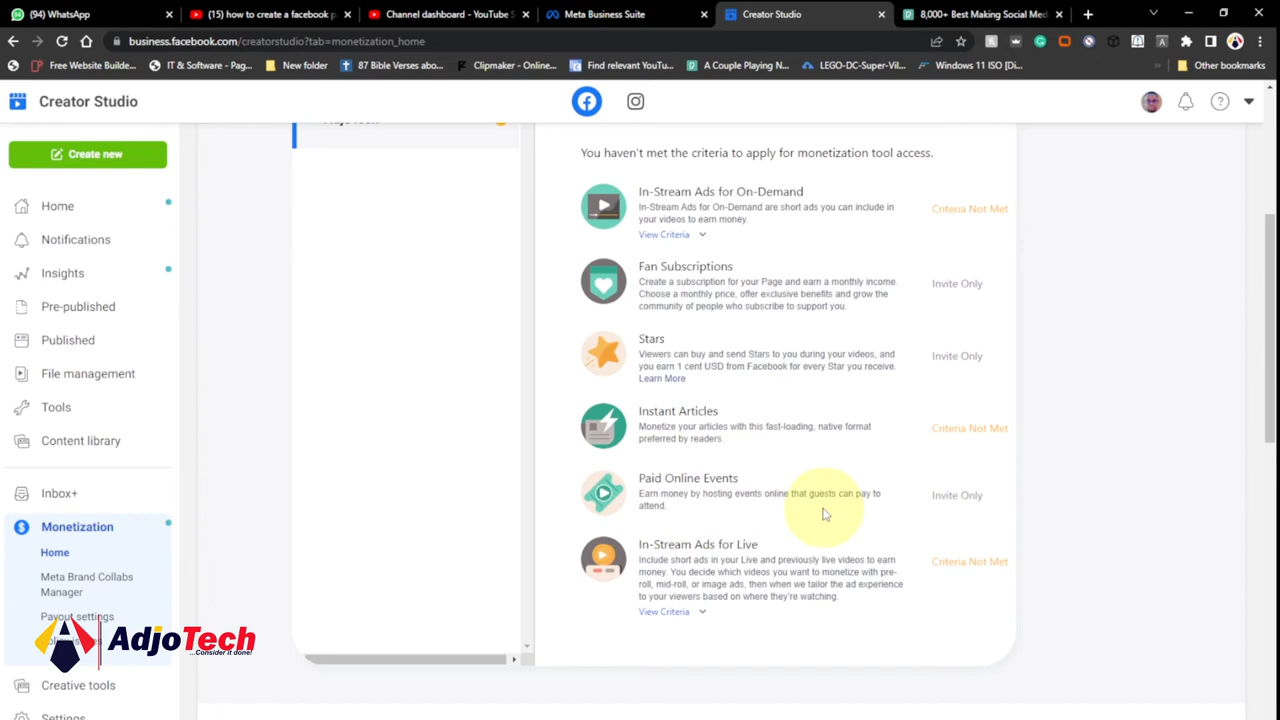 (94) WhatsApp
(15) how to create a facebook p
Channel dashboard - YouTube S
Meta Business Suite
Creator Studio
8,000+ Best Making Social Med
business.facebook.com/creatorstudio?tab=monetization_home
Free Website Builde...
IT & Software - Pag...
New folder
87 Bible Verses abo...
Clipmaker - Online...
Find relevant YouTu...
A Couple Playing N...
LEGO-DC-Super-Vil...
Windows 11 ISO [Di...
Other bookmarks
Creator Studio
Create new
Home
Notifications
Insights
Pre-published
Published
File management
Tools
Content library
Inbox+
Monetization
Home
Meta Brand Collabs
Manager
Payout settings
AdjoTech
...Consider it done!
Creative tools
Settings
You haven't met the criteria to apply for monetization tool access.
In-Stream Ads for On-Demand
In-Stream Ads for On-Demand are short ads you can include in
your videos to earn money.
View Criteria
Criteria Not Met
Fan Subscriptions
Create a subscription for your Page and earn a monthly income.
Choose a monthly price, offer exclusive benefits and grow the
community of people who subscribe to support you.
Invite Only
Stars
Viewers can buy and send Stars to you during your videos, and
you earn 1 cent USD from Facebook for every Star you receive.
Learn More
Invite Only
Instant Articles
Monetize your articles with this fast-loading, native format
preferred by readers.
Criteria Not Met
Paid Online Events
Earn money by hosting events online that guests can pay to
attend.
Invite Only
In-Stream Ads for Live
Include short ads in your Live and previously live videos to earn
money. You decide which videos you want to monetize with pre-
roll, mid-roll, or image ads, then when we tailor the ad experience
to your viewers based on where they're watching.
View Criteria
Criteria Not Met